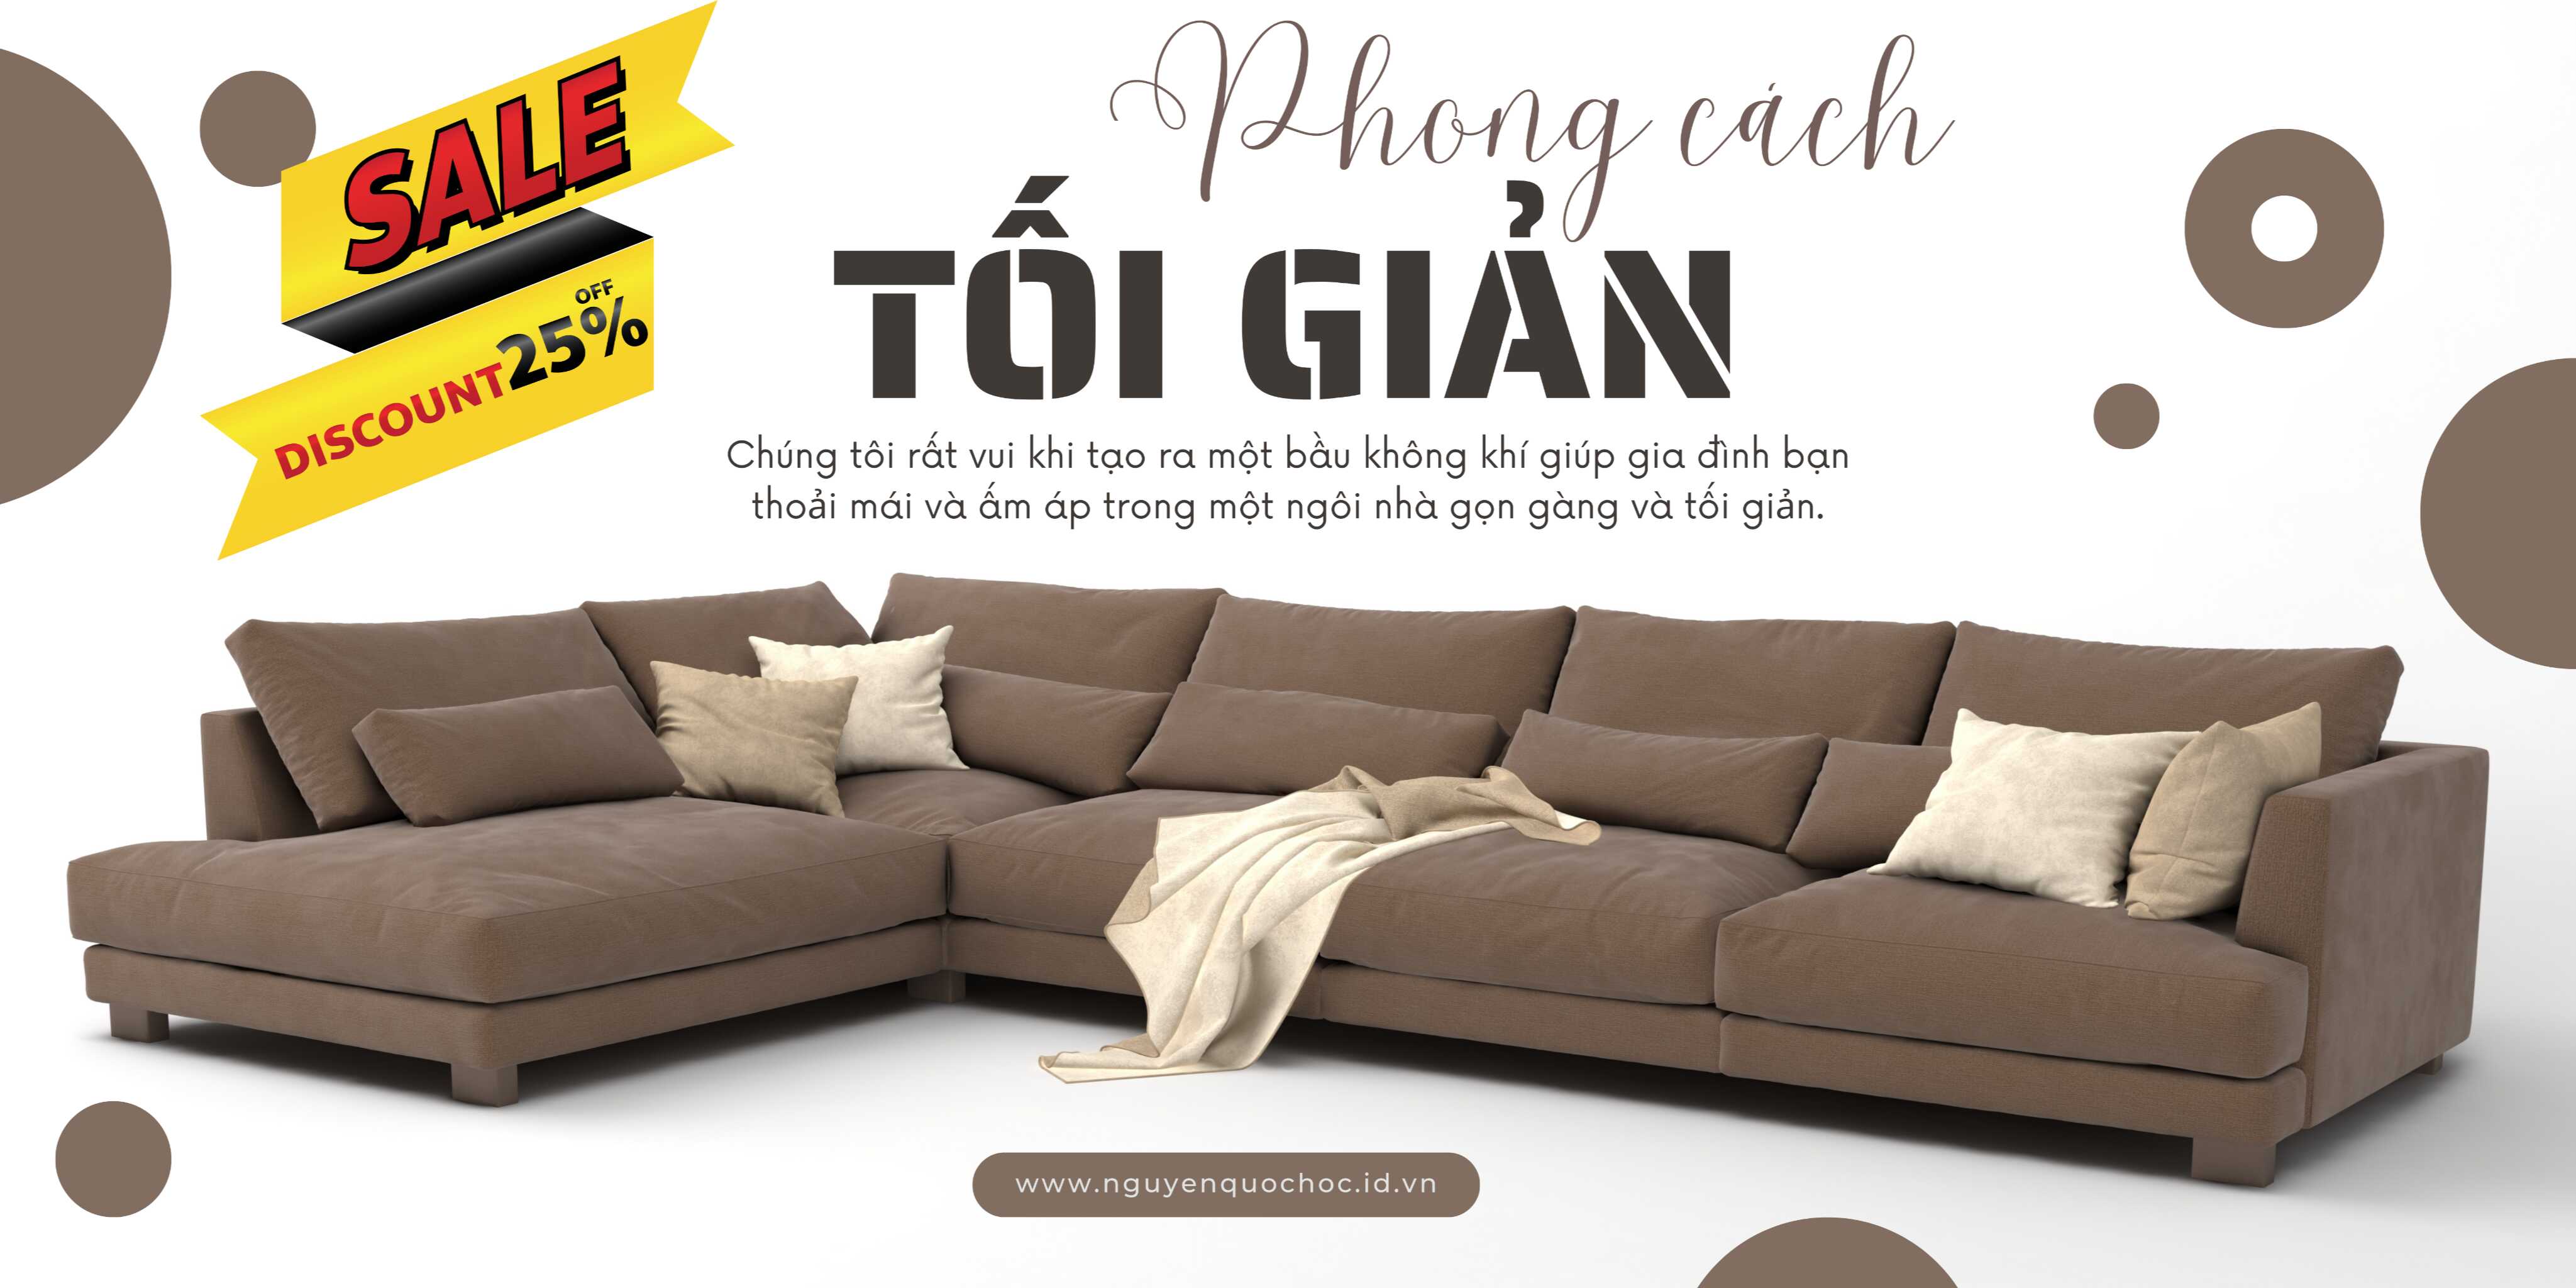 SALE
OFF
DISCOUNT 25%
Phong cách
TỐI GIẢN
Chúng tôi rất vui khi tạo ra một bầu không khí giúp gia đình bạn
thoải mái và ấm áp trong một ngôi nhà gọn gàng và tối giản.
www.nguyenquochoc.id.vn